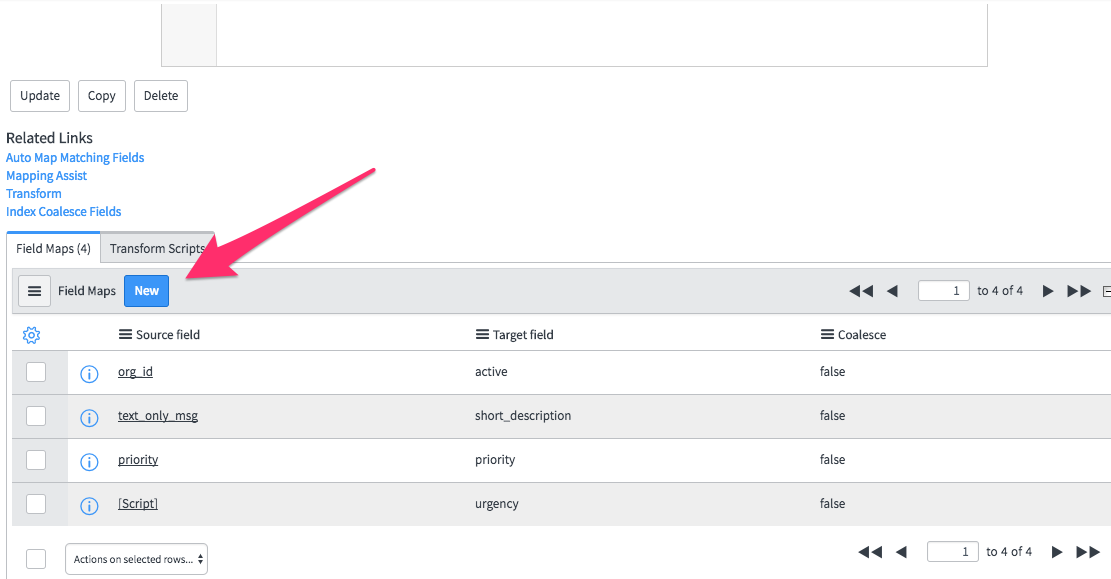 Update Copy Delete
Related Links
Auto Map Matching Fields
Mapping Assist
Transform
Index Coalesce Fields
Field Maps (4) Transform Scripts
Field Maps New 1 to 4 of 4
Source field Target field Coalesce
org_id active false
text_only_msg short_description false
priority priority false
[Script] urgency false
Actions on selected rows... 1 to 4 of 4